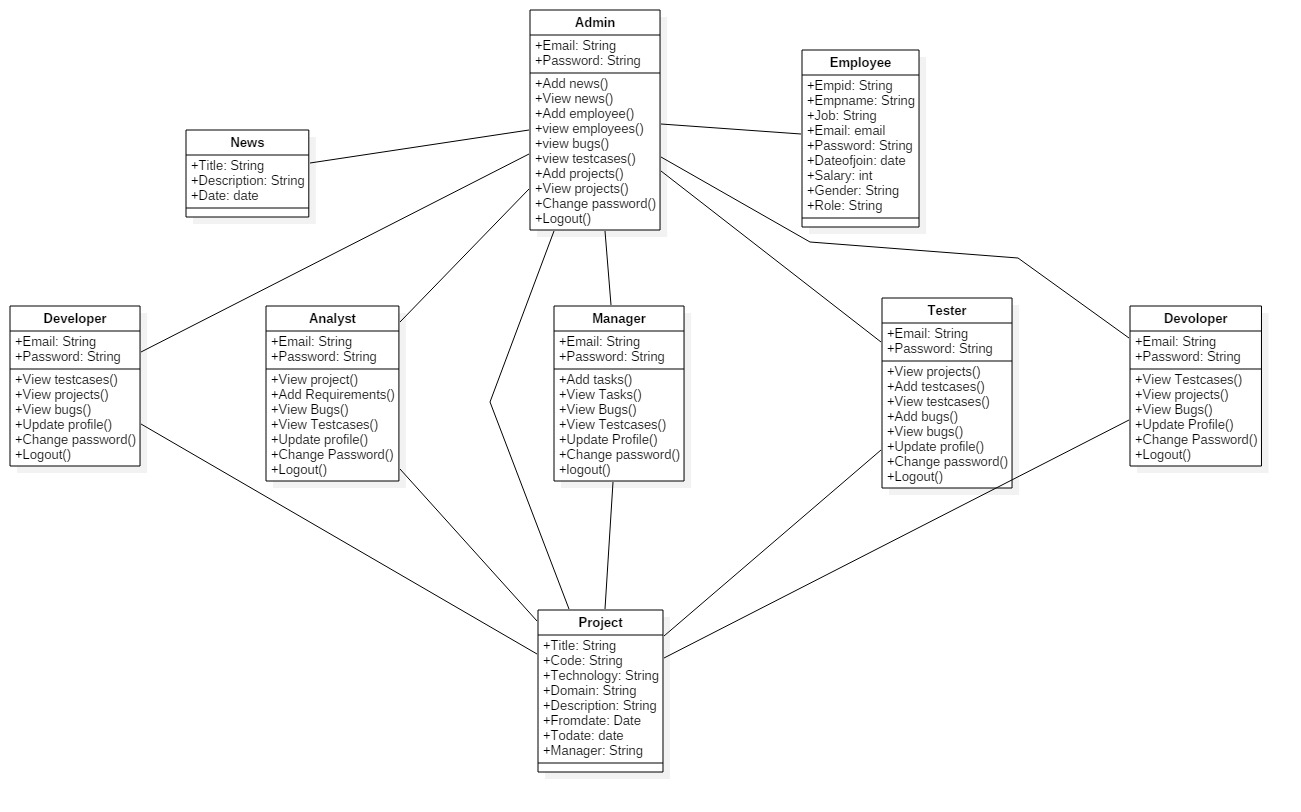 Admin
+Email: String
+Password: String
+Add news()
+View news()
+Add employee()
+view employees()
+view bugs()
+view testcases()
+Add projects()
+View projects()
+Change password()
+Logout()
Employee
+Empid: String
+Empname: String
+Job: String
+Email: email
+Password: String
+Dateofjoin: date
+Salary: int
+Gender: String
+Role: String
News
+Title: String
+Description: String
+Date: date
Developer
+Email: String
+Password: String
+View testcases()
+View projects()
+View bugs()
+Update profile()
+Change password()
+Logout()
Analyst
+Email: String
+Password: String
+View project()
+Add Requirements()
+View Bugs()
+View Testcases()
+Update profile()
+Change Password()
+Logout()
Manager
+Email: String
+Password: String
+Add tasks()
+View Tasks()
+View Bugs()
+View Testcases()
+Update Profile()
+Change password()
+logout()
Tester
+Email: String
+Password: String
+View projects()
+Add testcases()
+View testcases()
+Add bugs()
+View bugs()
+Update profile()
+Change password()
+Logout()
Devoloper
+Email: String
+Password: String
+View Testcases()
+View projects()
+View Bugs()
+Update Profile()
+Change Password()
+Logout()
Project
+Title: String
+Code: String
+Technology: String
+Domain: String
+Description: String
+Fromdate: Date
+Todate: date
+Manager: String